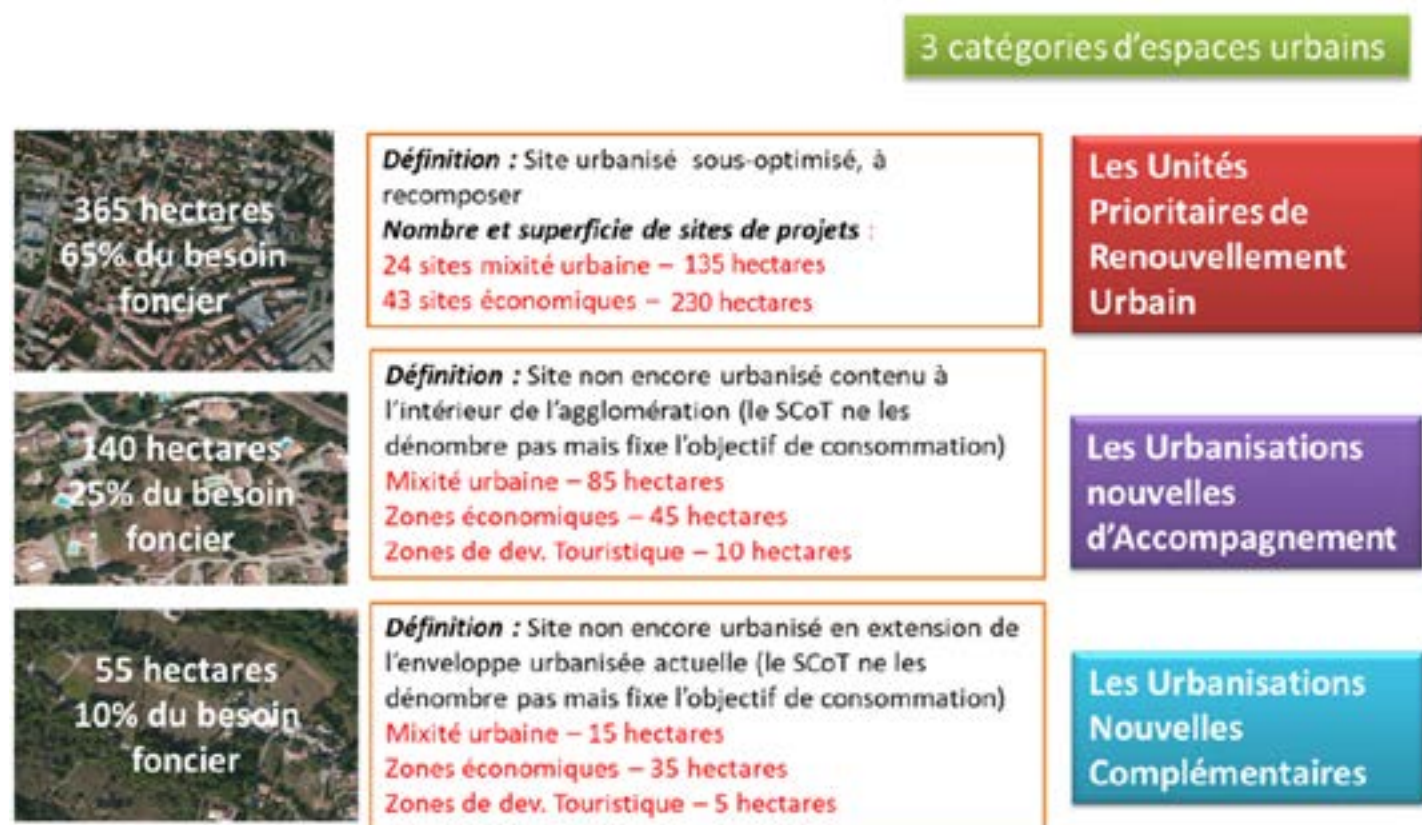 3 catégories d'espaces urbains
365 hectares
65% du besoin
foncier
Définition : Site urbanisé sous-optimisé, à
recomposer
Nombre et superficie de sites de projets :
24 sites mixité urbaine – 135 hectares
43 sites économiques – 230 hectares
Les Unités
Prioritaires de
Renouvellement
Urbain
140 hectares
25% du besoin
foncier
Définition : Site non encore urbanisé contenu à
l'intérieur de l'agglomération (le SCoT ne les
dénombre pas mais fixe l'objectif de consommation)
Mixité urbaine – 85 hectares
Zones économiques – 45 hectares
Zones de dev. Touristique – 10 hectares
Les Urbanisations
nouvelles
d'Accompagnement
55 hectares
10% du besoin
foncier
Définition : Site non encore urbanisé en extension de
l'enveloppe urbanisée actuelle (le SCoT ne les
dénombre pas mais fixe l'objectif de consommation)
Mixité urbaine – 15 hectares
Zones économiques – 35 hectares
Zones de dev. Touristique – 5 hectares
Les Urbanisations
Nouvelles
Complémentaires